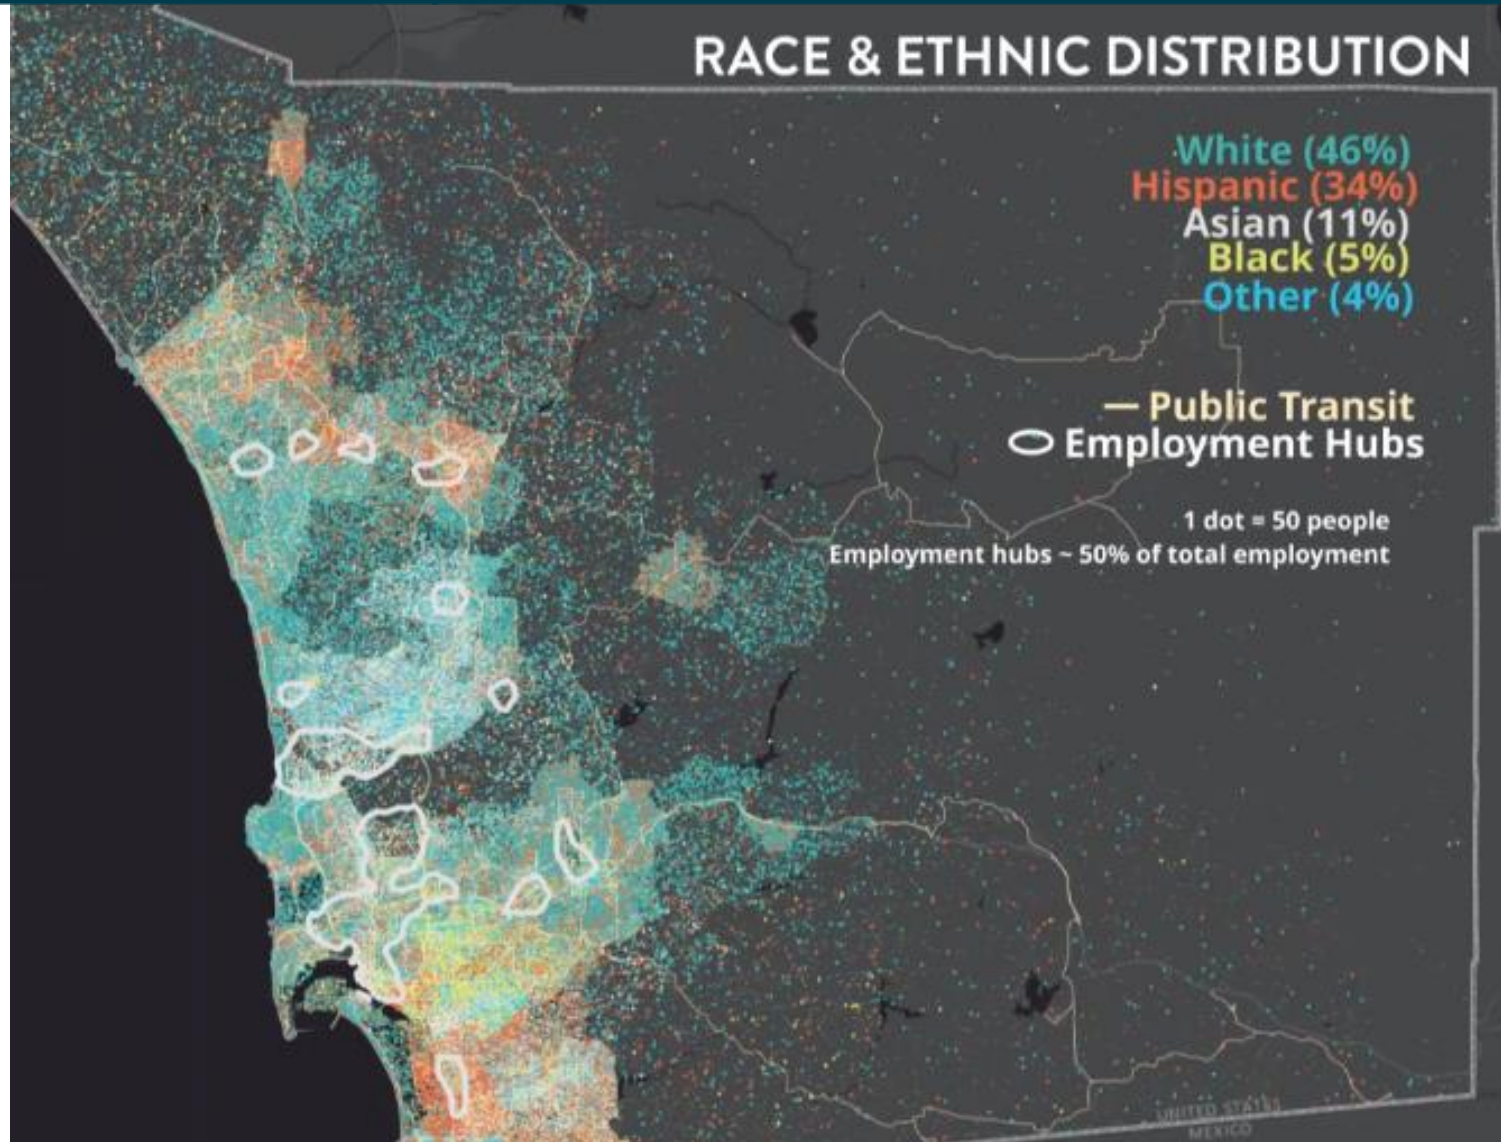 RACE & ETHNIC DISTRIBUTION
White (46%)
Hispanic (34%)
Asian (11%)
Black (5%)
Other (4%)
Public Transit
Employment Hubs
1 dot = 50 people
Employment hubs ~ 50% of total employment
UNITED STATES
MEXICO